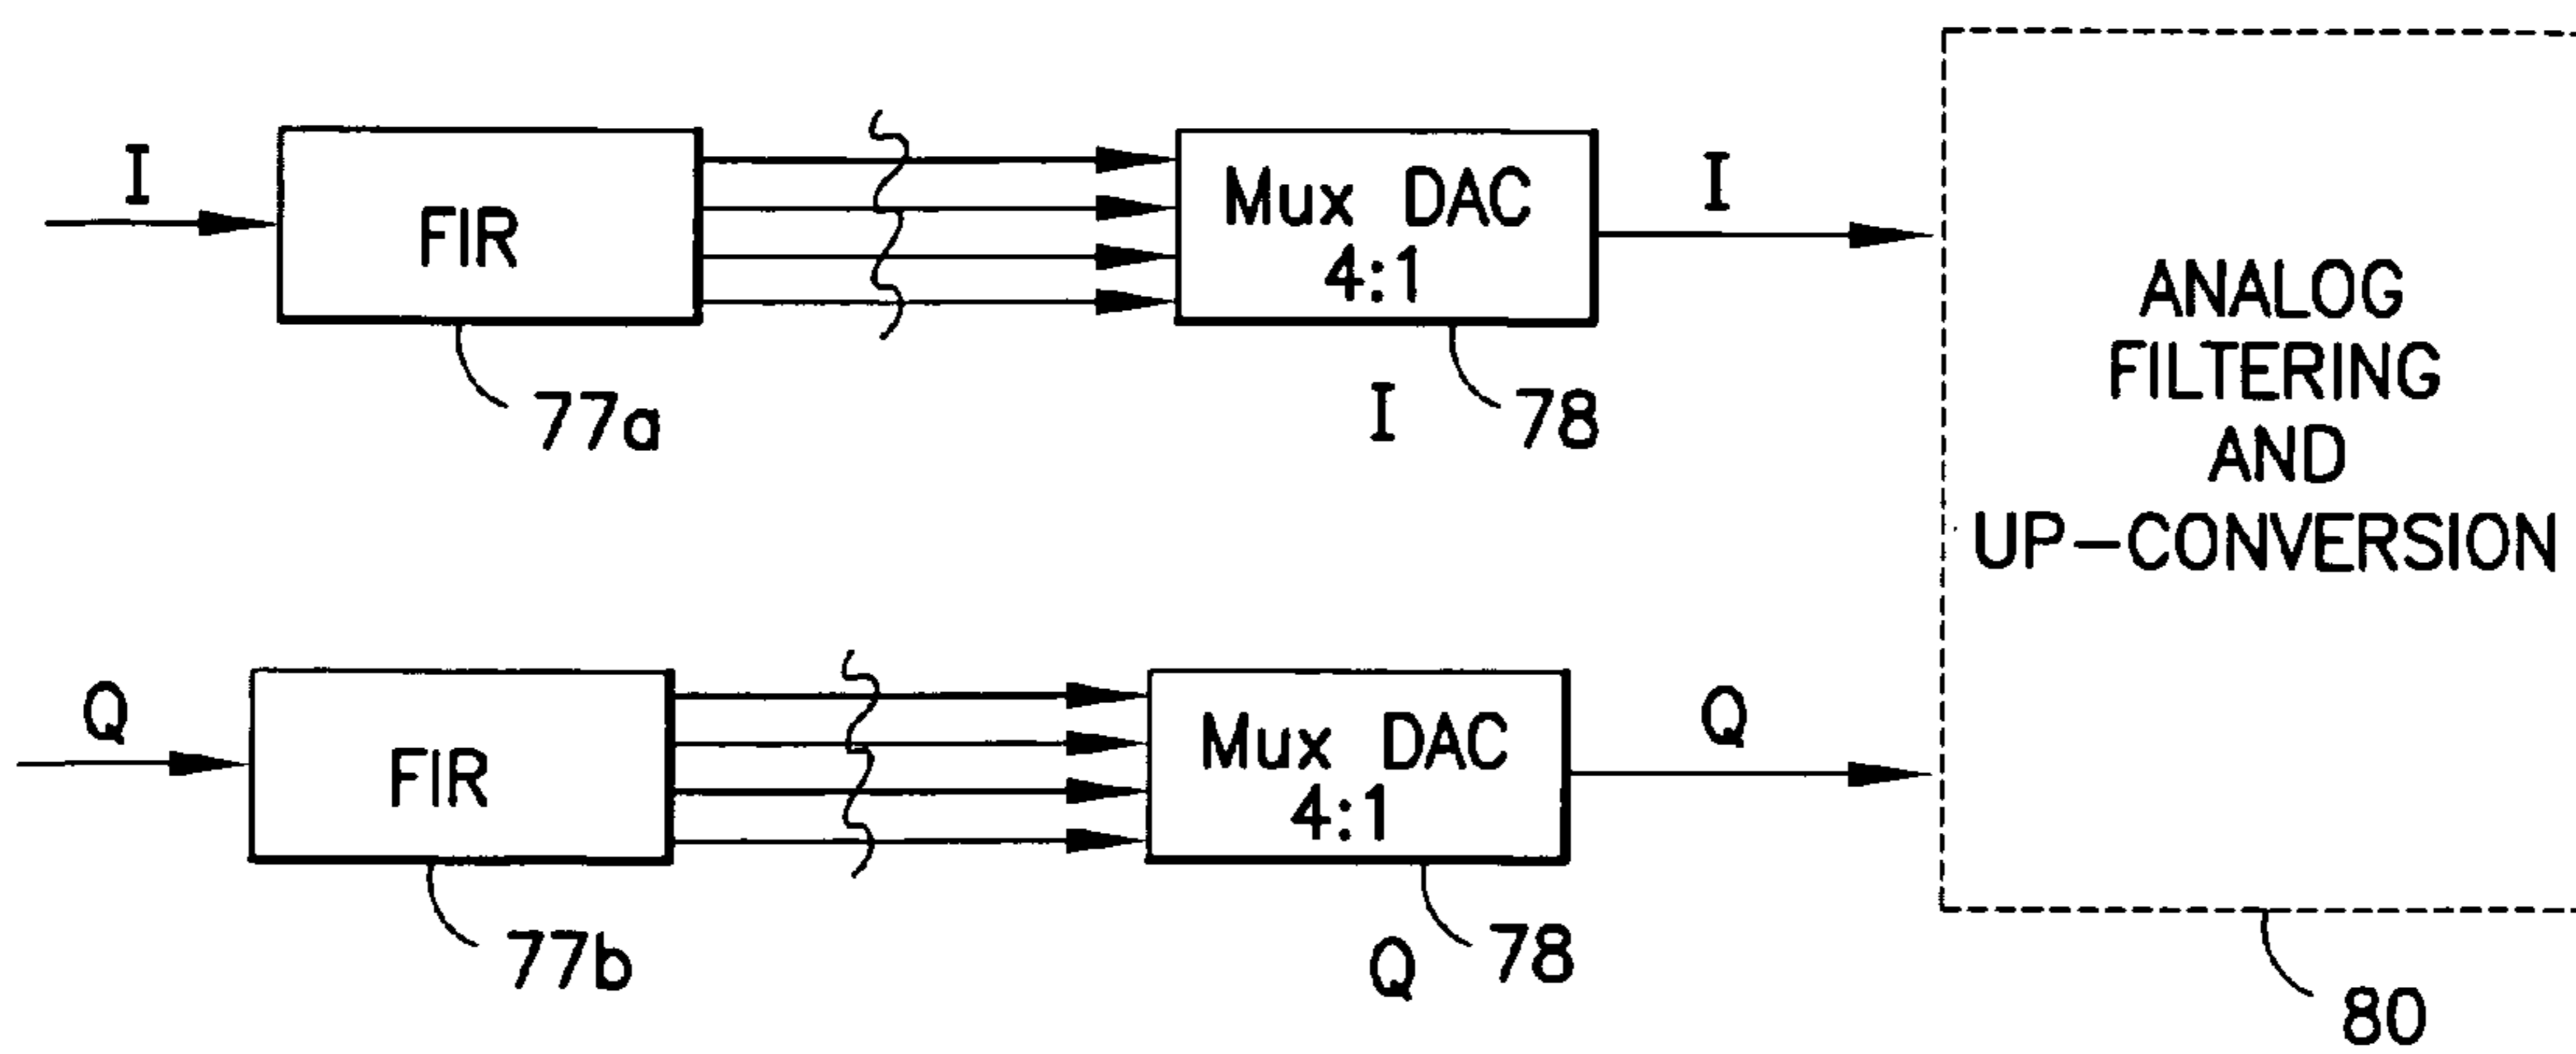 I
FIR
77a
Mux DAC
4:1
I
78
I
ANALOG
FILTERING
AND
UP-CONVERSION
Q
FIR
77b
Mux DAC
4:1
Q
78
Q
80